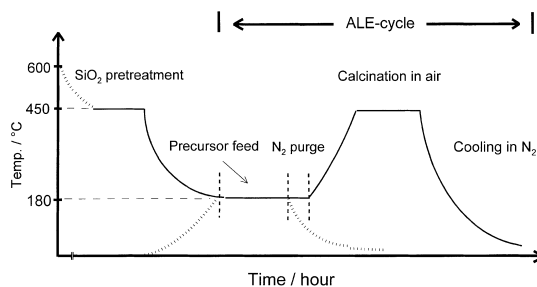 ALE-cycle
600
SiO₂ pretreatment
Calcination in air
450
Precursor feed
N₂ purge
Cooling in N₂
Temp. / °C
180
Time / hour